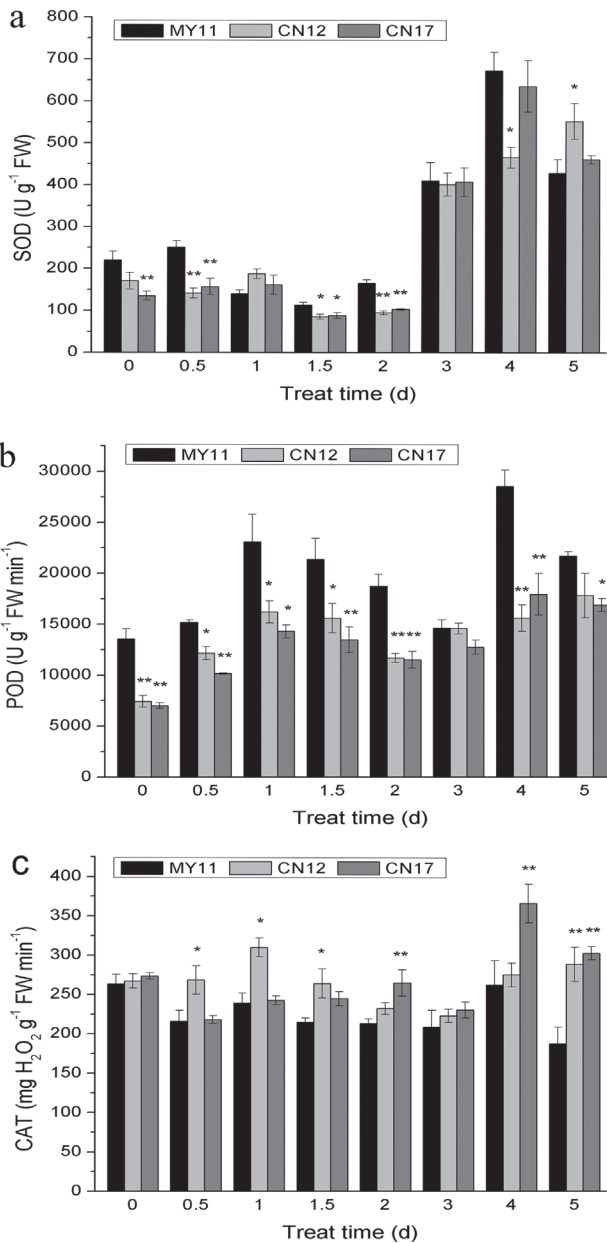 a
MY11 CN12 CN17
SOD (U g⁻¹ FW)
800
700
600
500
400
300
200
100
0
** ** ** * * ** ** * *
0 0.5 1 1.5 2 3 4 5
Treat time (d)
b
MY11 CN12 CN17
POD (U g⁻¹ FW min⁻¹)
30000
25000
20000
15000
10000
5000
0
** ** * ** * * * ** ** ** ** ** *
0 0.5 1 1.5 2 3 4 5
Treat time (d)
c
MY11 CN12 CN17
CAT (mg H₂O₂ g⁻¹ FW min⁻¹)
400
350
300
250
200
150
100
50
0
* * * ** ** ** **
0 0.5 1 1.5 2 3 4 5
Treat time (d)